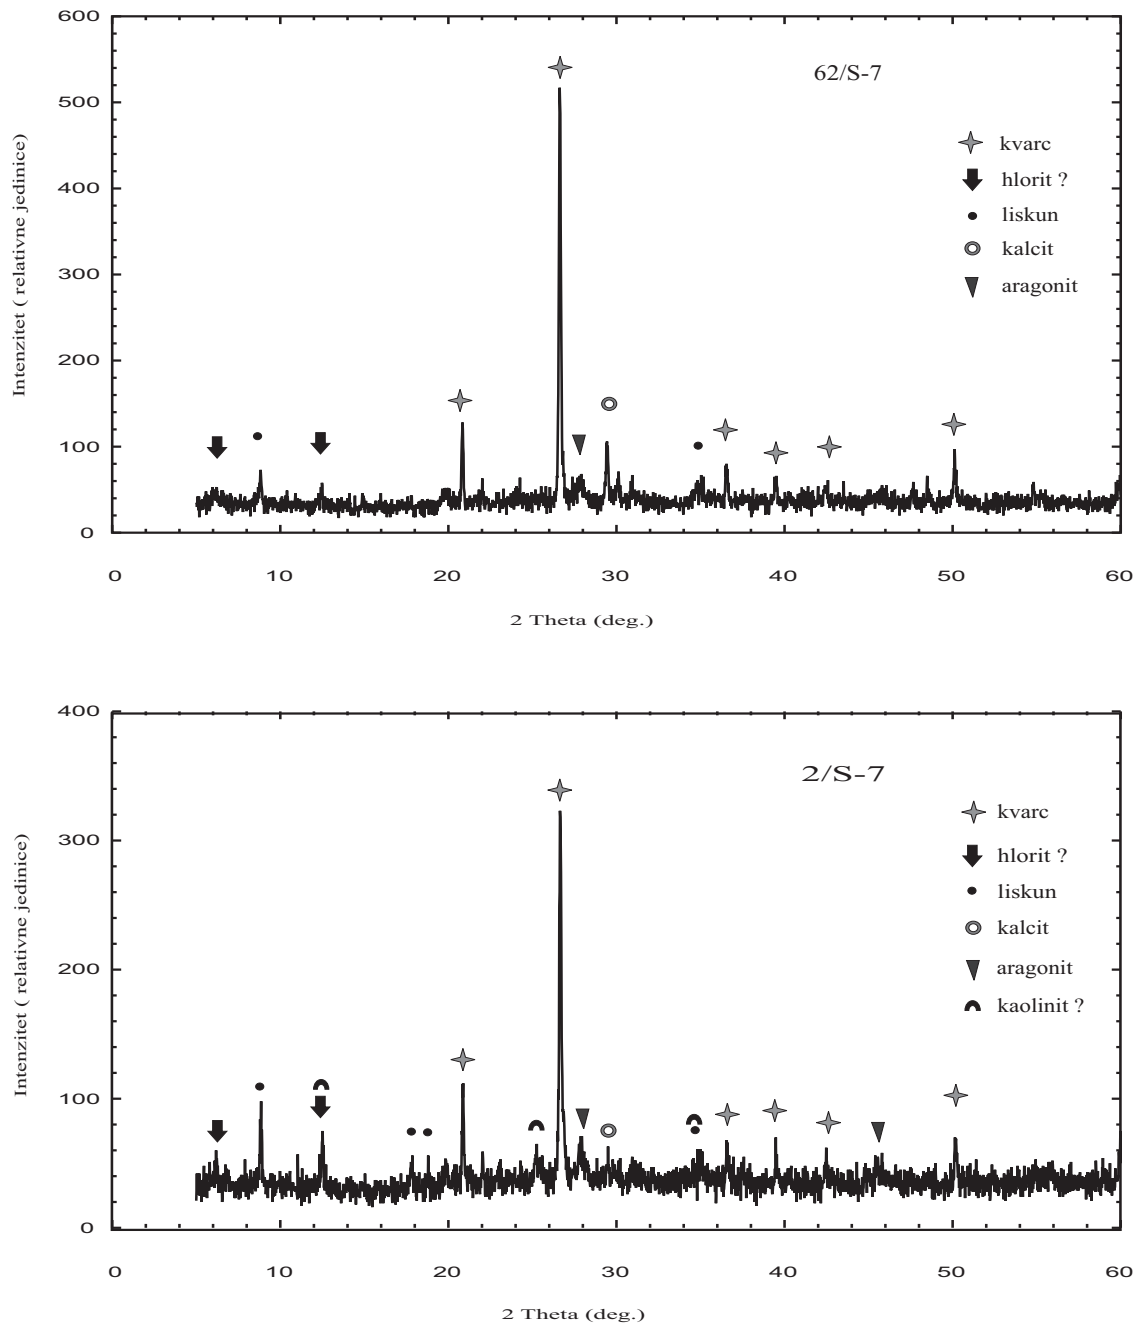 600
500
400
300
200
100
0
Intenzitet ( relativne jedinice)
62/S-7
kvarc
hlorit ?
liskun
kalcit
aragonit
0 10 20 30 40 50 60
2 Theta (deg.)
400
300
200
100
0
Intenzitet ( relativne jedinice)
2/S-7
kvarc
hlorit ?
liskun
kalcit
aragonit
kaolinit ?
0 10 20 30 40 50 60
2 Theta (deg.)